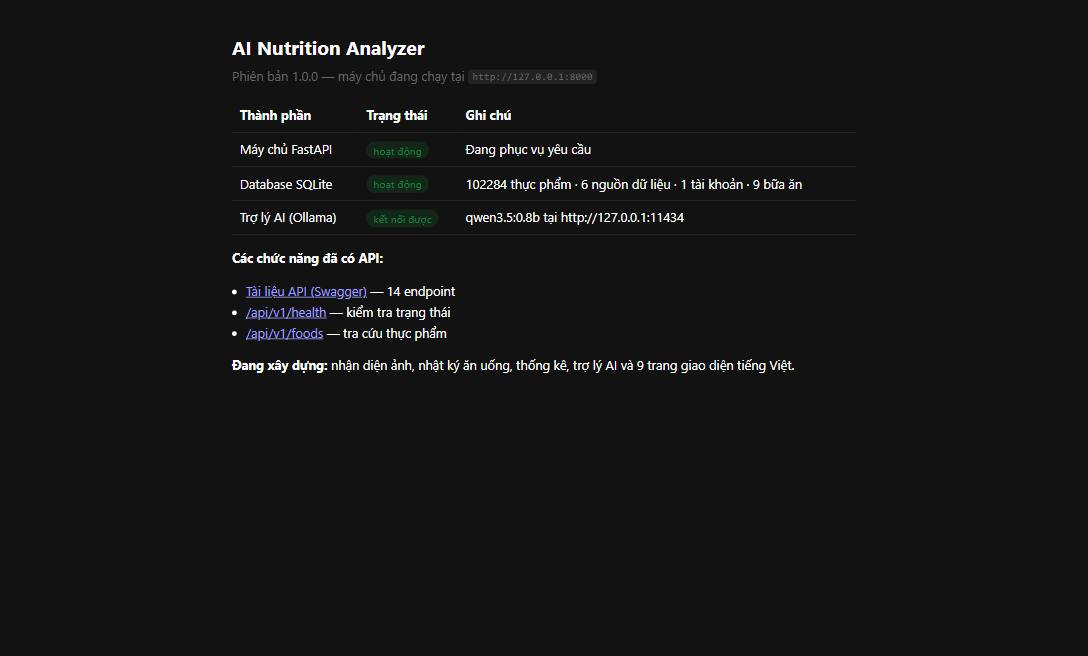 AI Nutrition Analyzer
Phiên bản 1.0.0 — máy chủ đang chạy tại http://127.0.0.1:8000
Thành phần Trạng thái Ghi chú
Máy chủ FastAPI hoạt động Đang phục vụ yêu cầu
Database SQLite hoạt động 102284 thực phẩm · 6 nguồn dữ liệu · 1 tài khoản · 9 bữa ăn
Trợ lý AI (Ollama) kết nối được qwen3.5:0.8b tại http://127.0.0.1:11434
Các chức năng đã có API:
• Tài liệu API (Swagger) — 14 endpoint
• /api/v1/health — kiểm tra trạng thái
• /api/v1/foods — tra cứu thực phẩm
Đang xây dựng: nhận diện ảnh, nhật ký ăn uống, thống kê, trợ lý AI và 9 trang giao diện tiếng Việt.